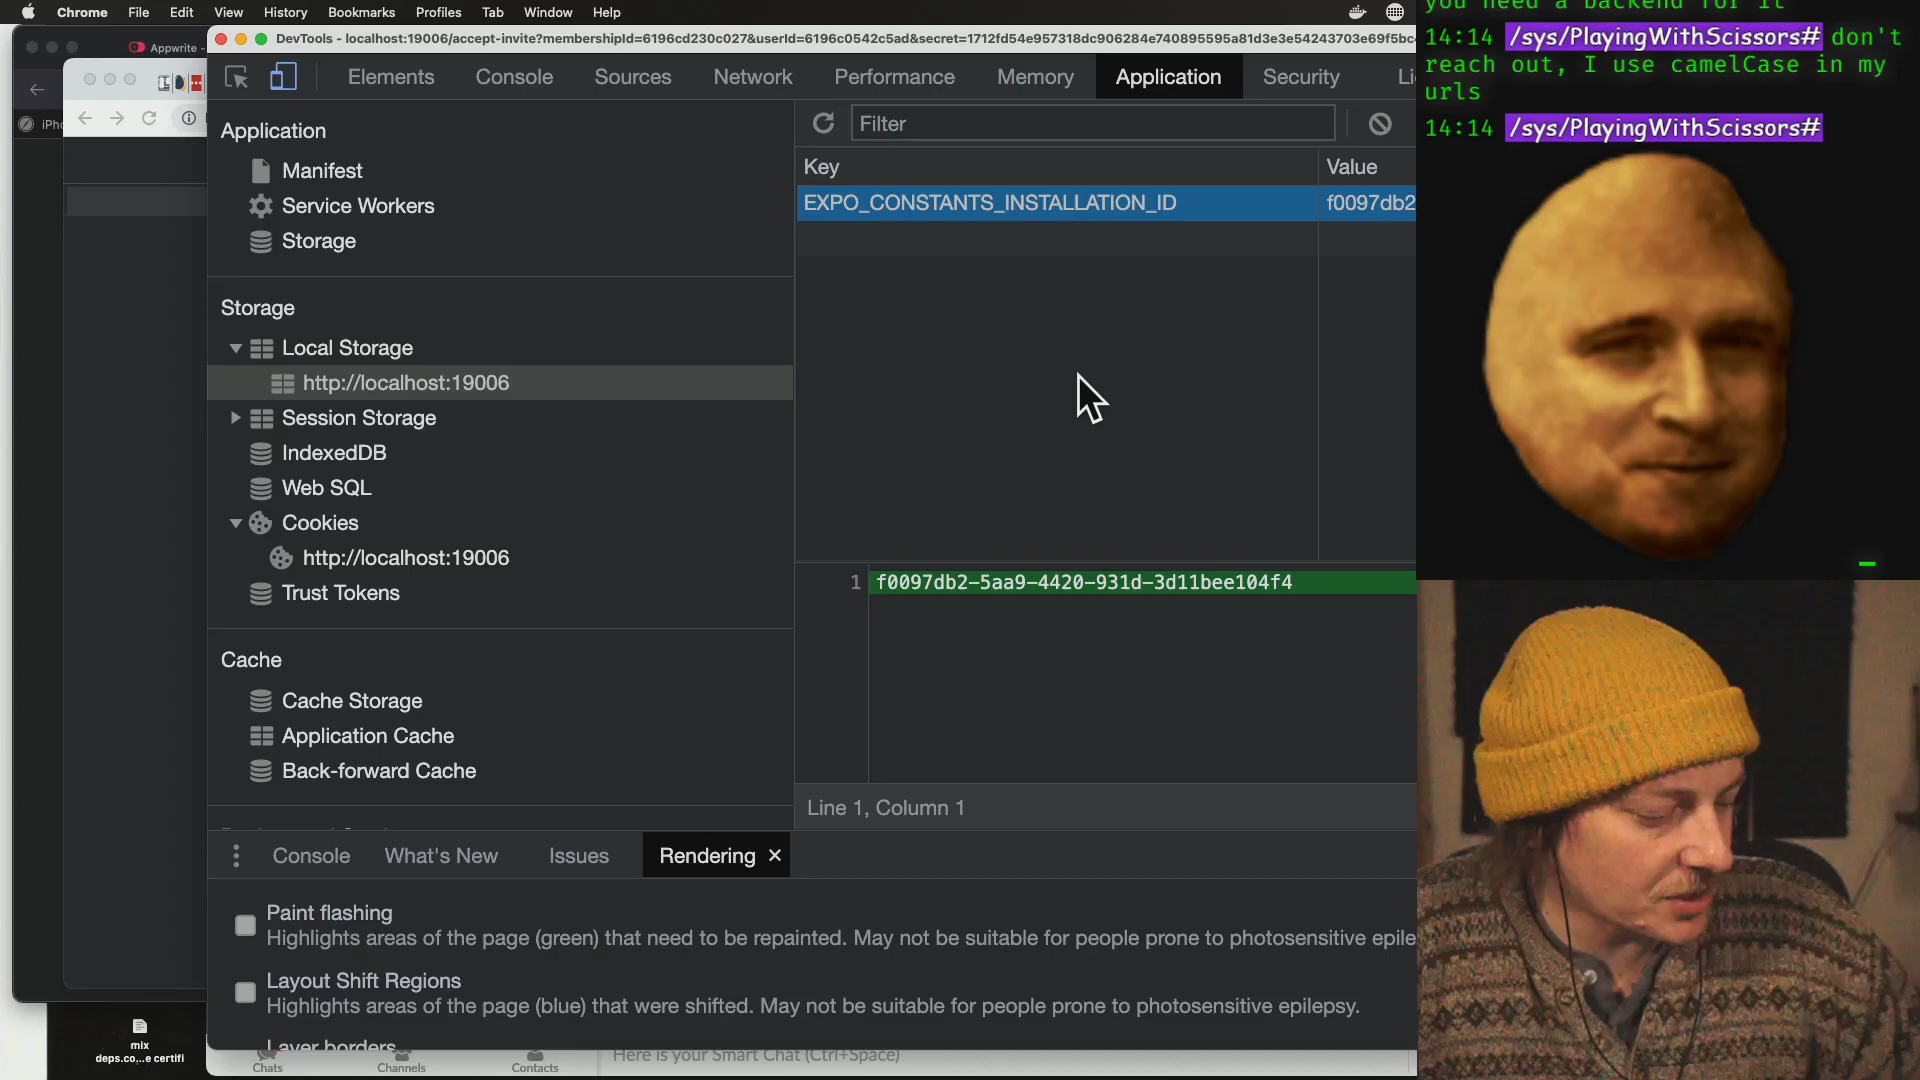 Chrome File Edit View History Bookmarks Profiles Tab Window Help
Appwrite -
DevTools - localhost:19006/accept-invite?membershipId=6196cd230c027&userId=6196c0542c5ad&secret=1712fd54e957318dc906284e740895595a81d3e3e54243703e69f5bc
Elements Console Sources Network Performance Memory Application Security Li
iPho
Application
Manifest
Service Workers
Storage
Storage
Local Storage
http://localhost:19006
Session Storage
IndexedDB
Web SQL
Cookies
http://localhost:19006
Trust Tokens
Cache
Cache Storage
Application Cache
Back-forward Cache
Filter
Key Value
EXPO_CONSTANTS_INSTALLATION_ID f0097db2
1 f0097db2-5aa9-4420-931d-3d11bee104f4
Line 1, Column 1
Console What's New Issues Rendering ×
Paint flashing
Highlights areas of the page (green) that need to be repainted. May not be suitable for people prone to photosensitive epile
Layout Shift Regions
Highlights areas of the page (blue) that were shifted. May not be suitable for people prone to photosensitive epilepsy.
Layer borders
mix
deps.co...e certifi
Chats Channels Contacts
Here is your Smart Chat (Ctrl+Space)
you need a backend for it
14:14 /sys/PlayingWithScissors# don't
reach out, I use camelCase in my
urls
14:14 /sys/PlayingWithScissors#